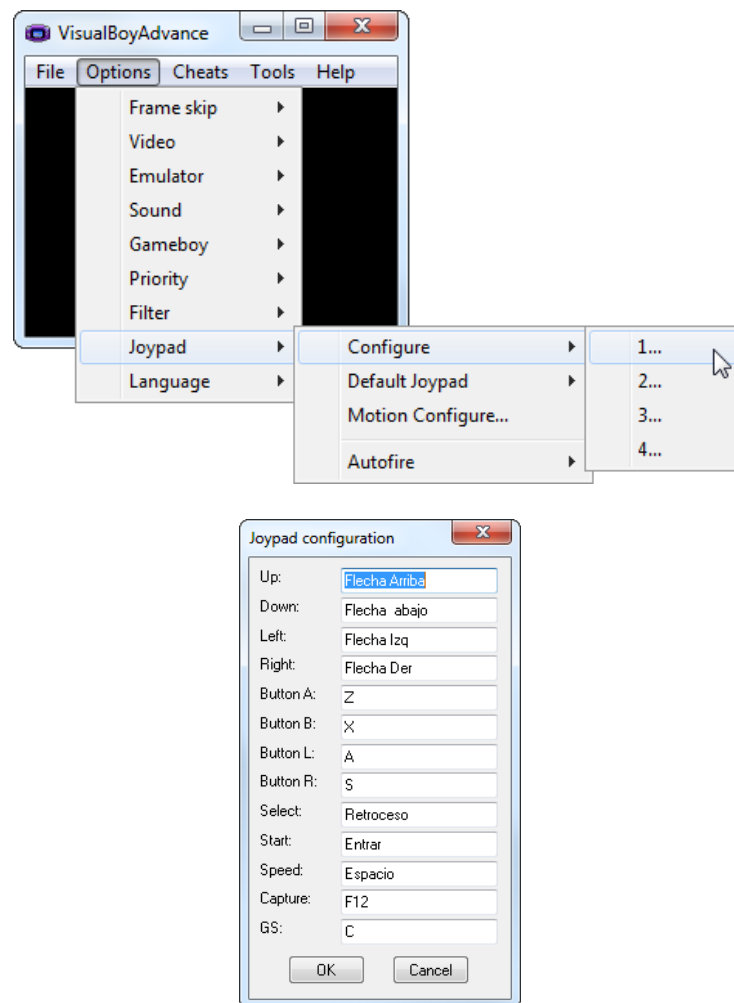 VisualBoyAdvance
File Options Cheats Tools Help
Frame skip
Video
Emulator
Sound
Gameboy
Priority
Filter
Joypad
Language
Configure
Default Joypad
Motion Configure...
Autofire
1...
2...
3...
4...
Joypad configuration
Up: Flecha Arriba
Down: Flecha abajo
Left: Flecha Izq
Right: Flecha Der
Button A: Z
Button B: X
Button L: A
Button R: S
Select: Retroceso
Start: Entrar
Speed: Espacio
Capture: F12
GS: C
OK Cancel